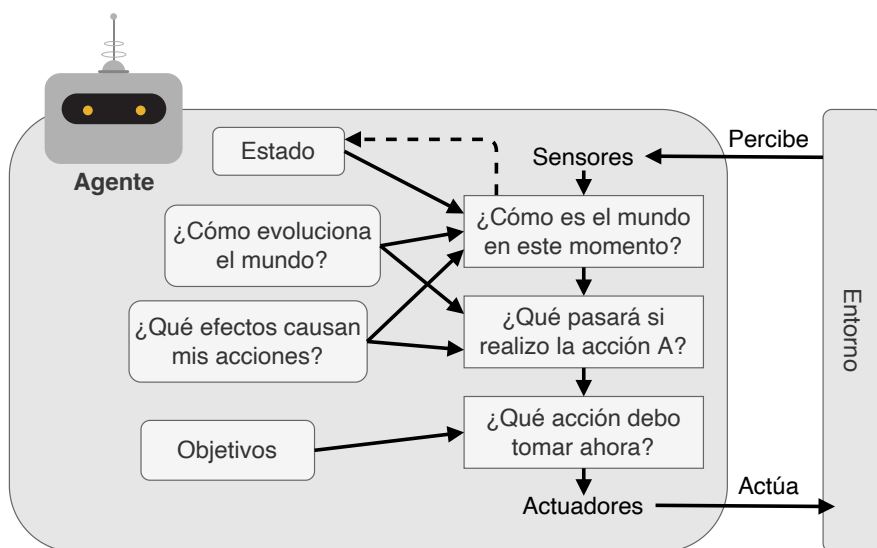 Agente
Estado
Sensores
Percibe
¿Cómo evoluciona
el mundo?
¿Cómo es el mundo
en este momento?
¿Qué efectos causan
mis acciones?
¿Qué pasará si
realizo la acción A?
Objetivos
¿Qué acción debo
tomar ahora?
Actuadores
Actúa
Entorno